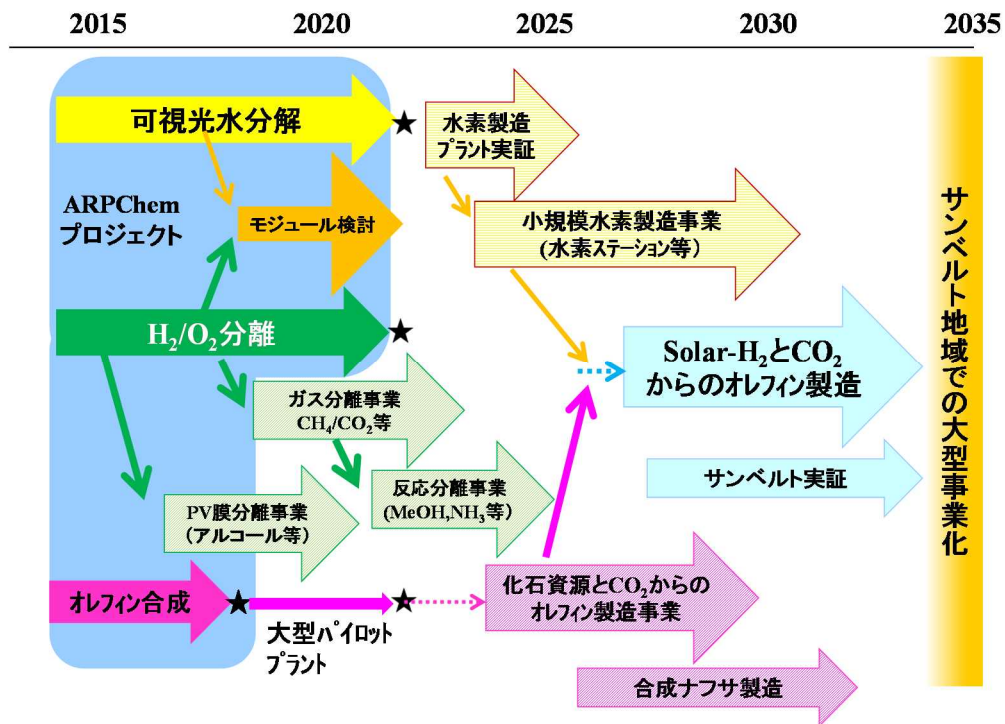 2015 2020 2025 2030 2035
可視光水分解
水素製造
プラント実証
ARPChem
プロジェクト
モジュール検討
小規模水素製造事業
(水素ステーション等)
H₂/O₂分離
Solar-H₂とCO₂
からのオレフィン製造
ガス分離事業
CH₄/CO₂等
サンベルト実証
反応分離事業
(MeOH,NH₃等)
PV膜分離事業
(アルコール等)
オレフィン合成
大型パイロット
プラント
化石資源とCO₂からの
オレフィン製造事業
合成ナフサ製造
サンベルト地域での大型事業化